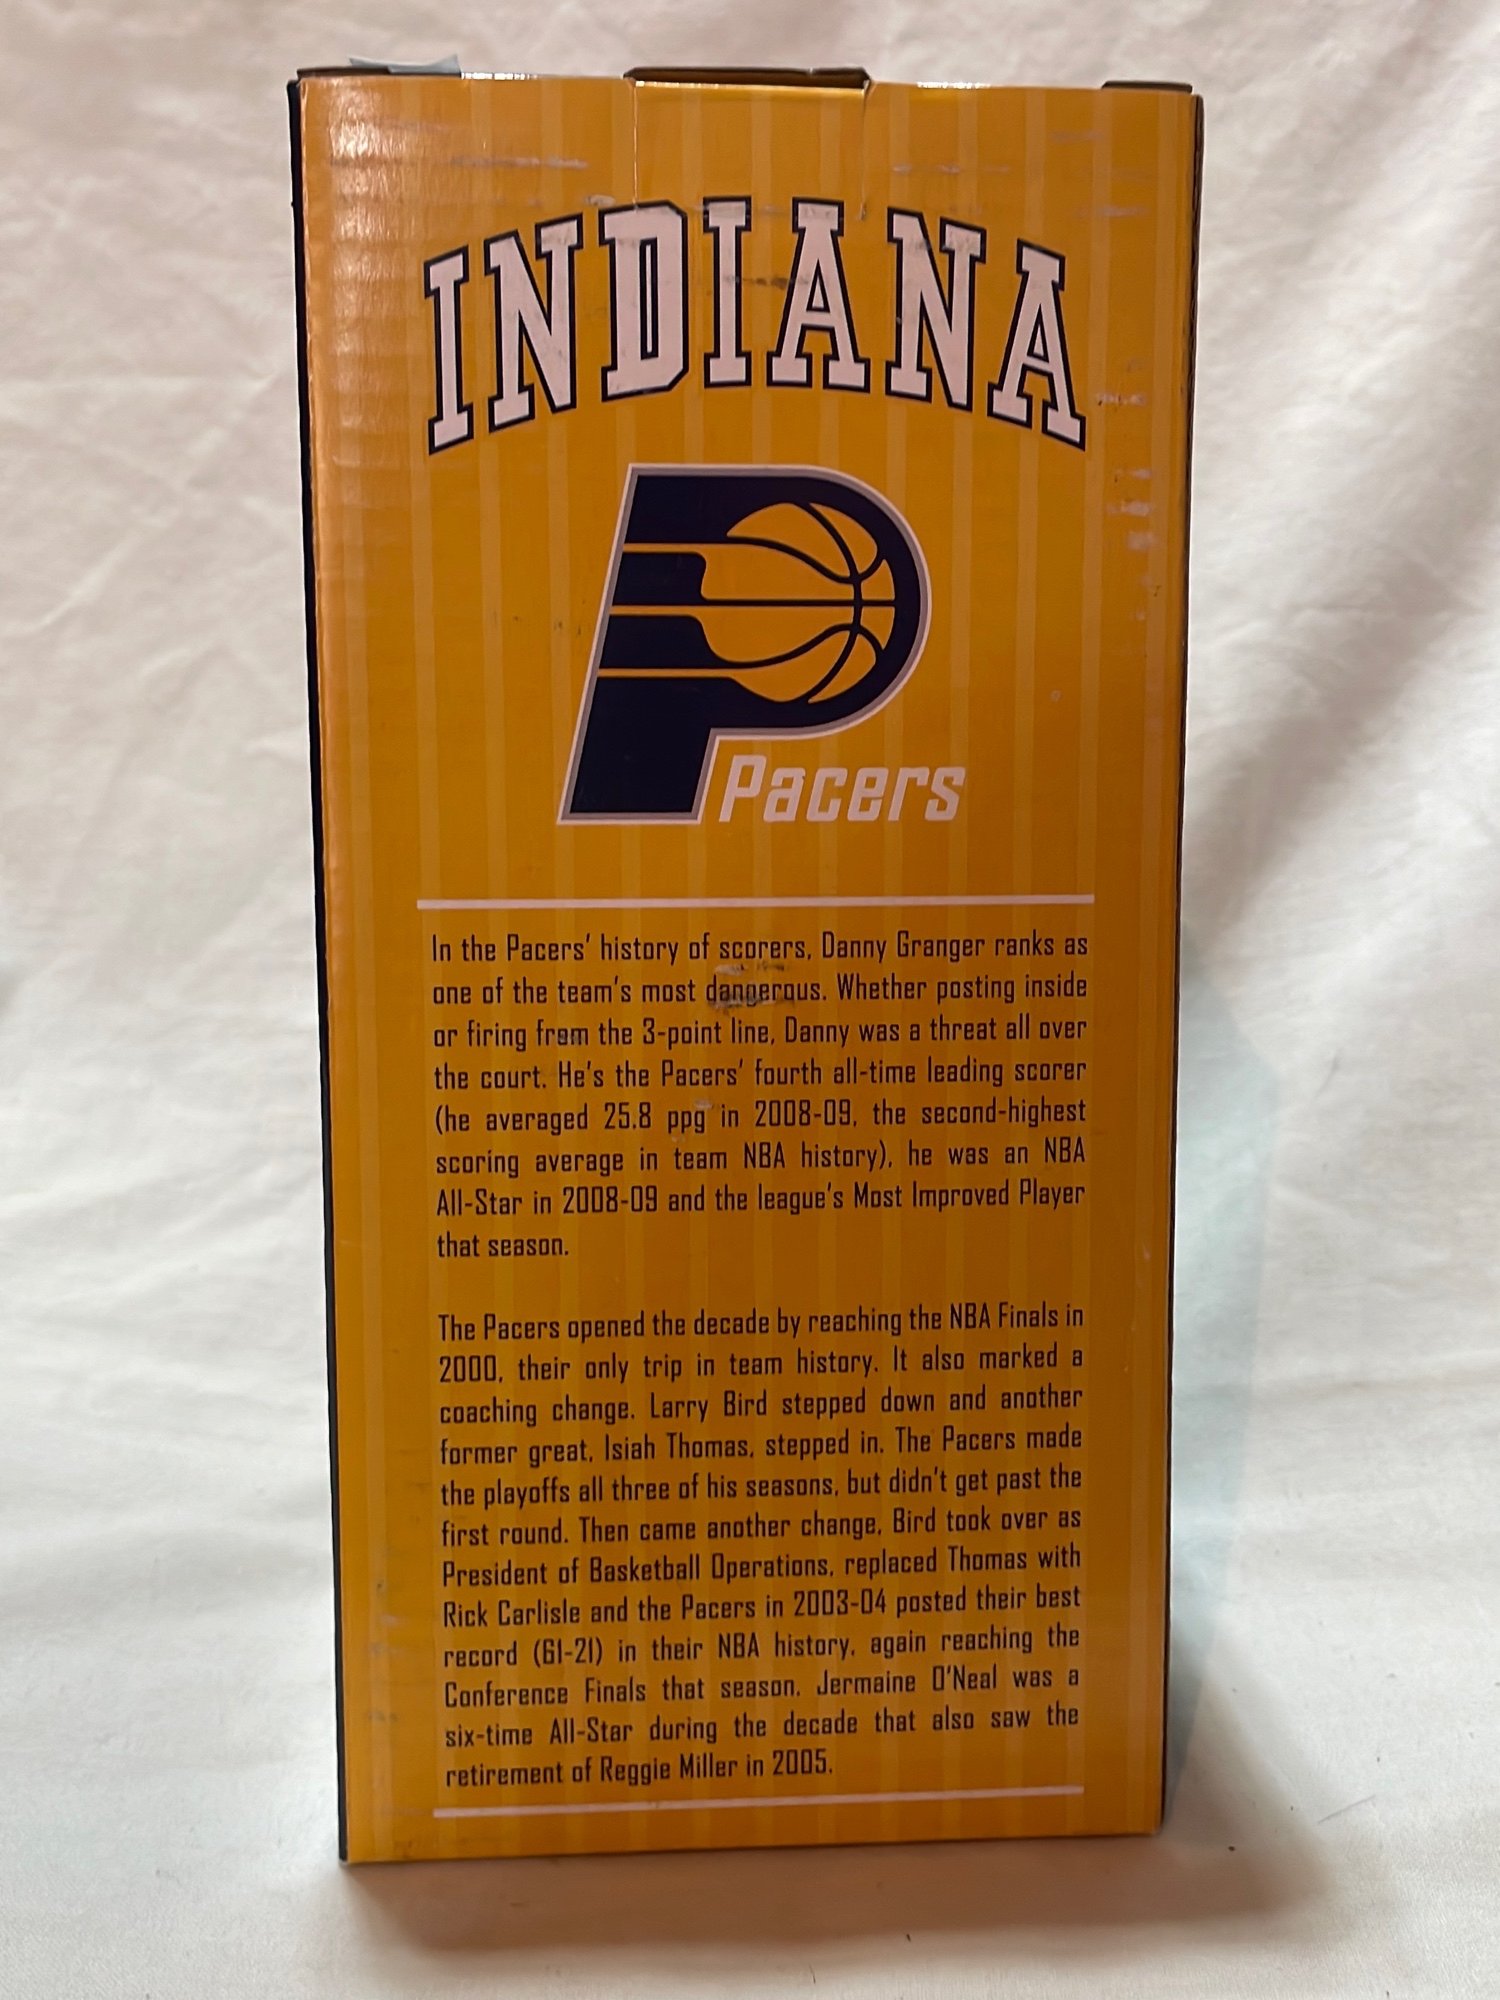 INDIANA
Pacers
In the Pacers' history of scorers, Danny Granger ranks as
one of the team's most dangerous. Whether posting inside
or firing from the 3-point line, Danny was a threat all over
the court. He's the Pacers' fourth all-time leading scorer
(he averaged 25.8 ppg in 2008-09, the second-highest
scoring average in team NBA history), he was an NBA
All-Star in 2008-09 and the league's Most Improved Player
that season.
The Pacers opened the decade by reaching the NBA Finals in
2000, their only trip in team history. It also marked a
coaching change. Larry Bird stepped down and another
former great, Isiah Thomas, stepped in. The Pacers made
the playoffs all three of his seasons, but didn't get past the
first round. Then came another change, Bird took over as
President of Basketball Operations, replaced Thomas with
Rick Carlisle and the Pacers in 2003-04 posted their best
record (61-21) in their NBA history, again reaching the
Conference Finals that season. Jermaine O'Neal was a
six-time All-Star during the decade that also saw the
retirement of Reggie Miller in 2005.